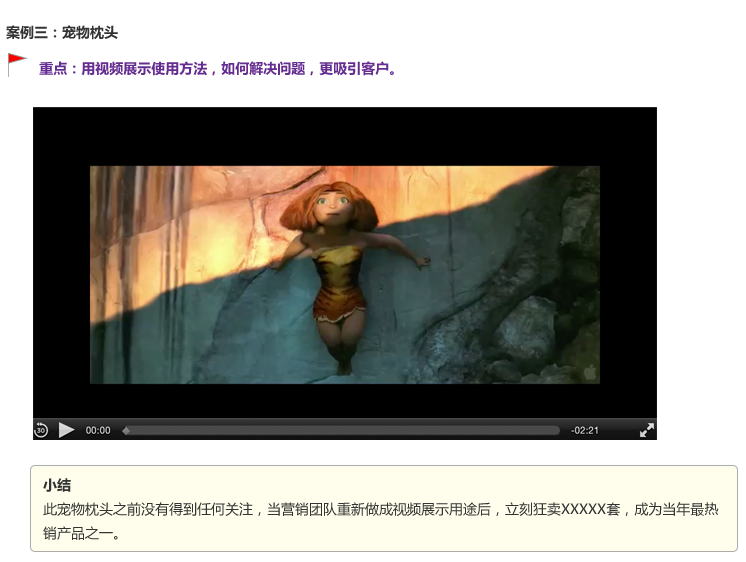 案例三：宠物枕头
重点：用视频展示使用方法，如何解决问题，更吸引客户。
30
00:00
-02:21
小结
此宠物枕头之前没有得到任何关注，当营销团队重新做成视频展示用途后，立刻狂卖XXXXX套，成为当年最热
销产品之一。